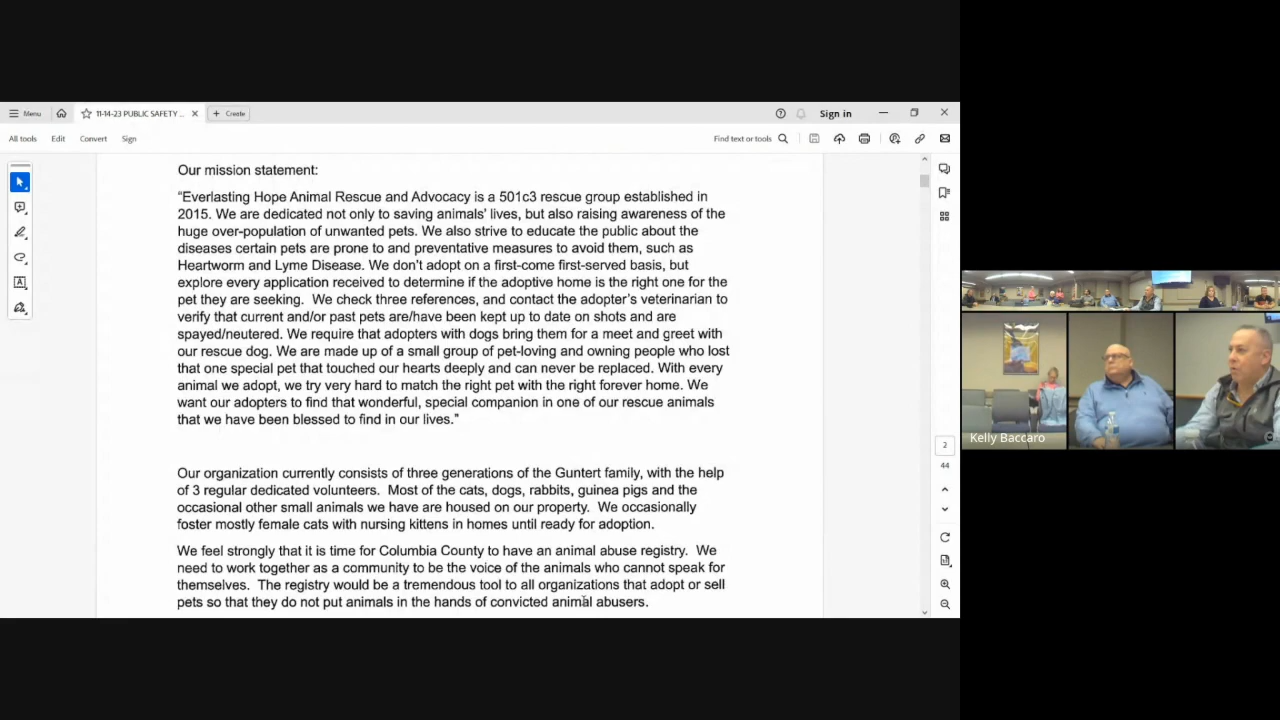 Menu
11-14-23 PUBLIC SAFETY ...
Create
Sign in
All tools
Edit
Convert
Sign
Find text or tools
Our mission statement:
“Everlasting Hope Animal Rescue and Advocacy is a 501c3 rescue group established in
2015. We are dedicated not only to saving animals' lives, but also raising awareness of the
huge over-population of unwanted pets. We also strive to educate the public about the
diseases certain pets are prone to and preventative measures to avoid them, such as
Heartworm and Lyme Disease. We don't adopt on a first-come first-served basis, but
explore every application received to determine if the adoptive home is the right one for the
pet they are seeking. We check three references, and contact the adopter's veterinarian to
verify that current and/or past pets are/have been kept up to date on shots and are
spayed/neutered. We require that adopters with dogs bring them for a meet and greet with
our rescue dog. We are made up of a small group of pet-loving and owning people who lost
that one special pet that touched our hearts deeply and can never be replaced. With every
animal we adopt, we try very hard to match the right pet with the right forever home. We
want our adopters to find that wonderful, special companion in one of our rescue animals
that we have been blessed to find in our lives.”
Our organization currently consists of three generations of the Guntert family, with the help
of 3 regular dedicated volunteers. Most of the cats, dogs, rabbits, guinea pigs and the
occasional other small animals we have are housed on our property. We occasionally
foster mostly female cats with nursing kittens in homes until ready for adoption.
We feel strongly that it is time for Columbia County to have an animal abuse registry. We
need to work together as a community to be the voice of the animals who cannot speak for
themselves. The registry would be a tremendous tool to all organizations that adopt or sell
pets so that they do not put animals in the hands of convicted animal abusers.
2
44
Kelly Baccaro